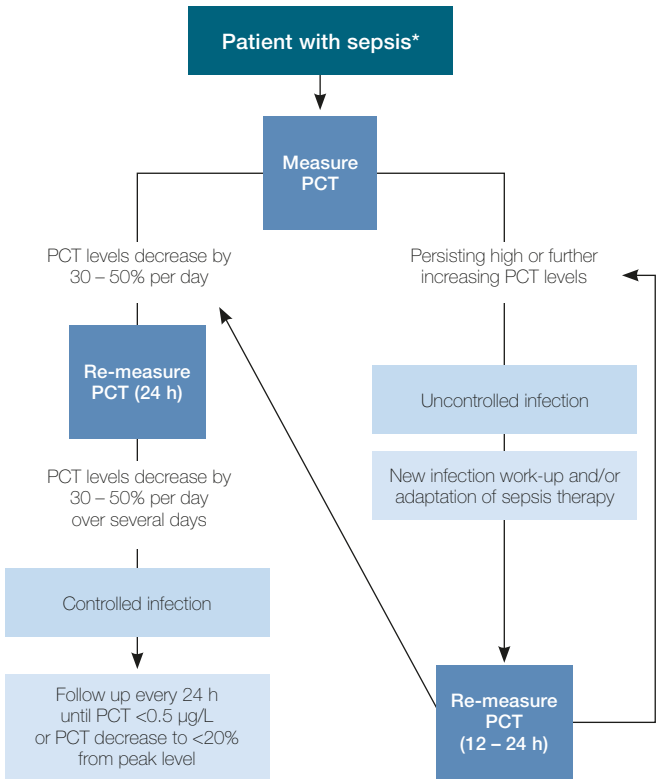 Patient with sepsis*
Measure
PCT
PCT levels decrease by
30 – 50% per day
Re-measure
PCT (24 h)
PCT levels decrease by
30 – 50% per day
over several days
Controlled infection
Follow up every 24 h
until PCT <0.5 µg/L
or PCT decrease to <20%
from peak level
Persisting high or further
increasing PCT levels
Uncontrolled infection
New infection work-up and/or
adaptation of sepsis therapy
Re-measure
PCT
(12 – 24 h)